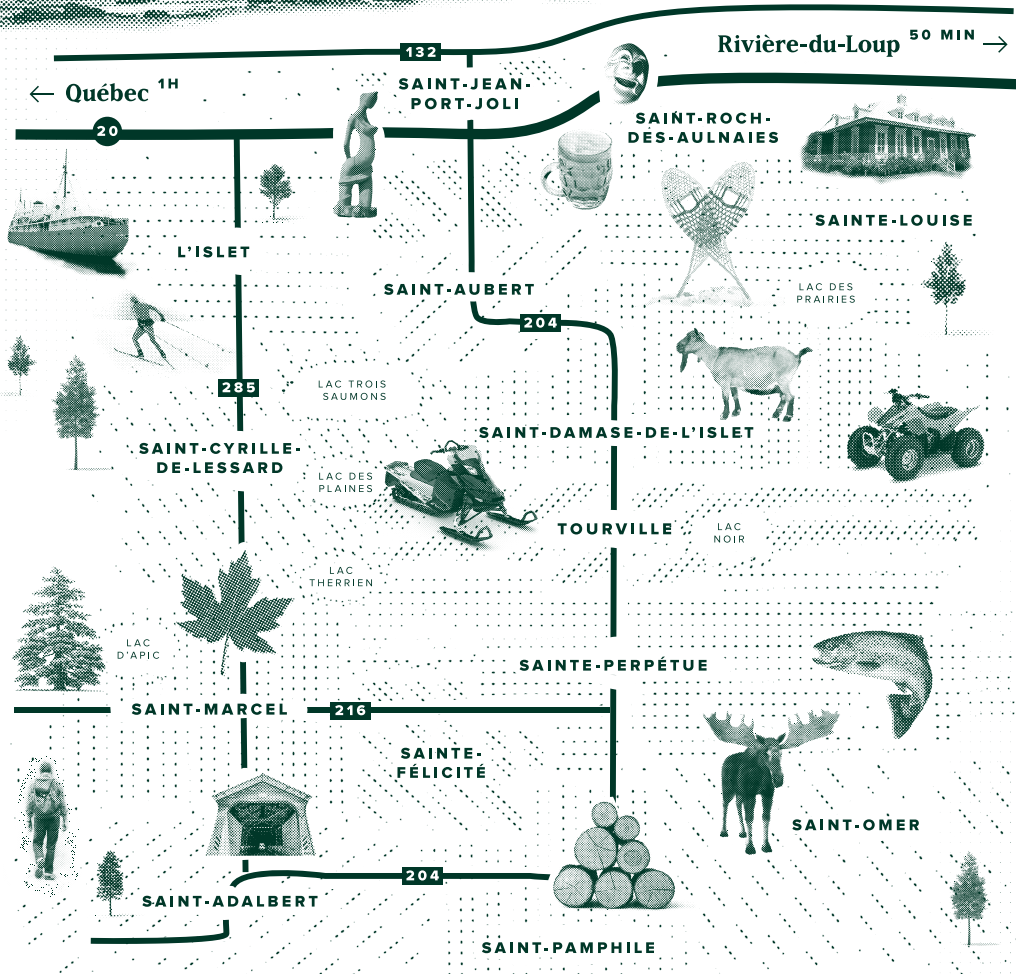 132
Rivière-du-Loup 50 MIN →
← Québec 1H
SAINT-JEAN-
PORT-JOLI
20
SAINT-ROCH-
DES-AULNAIES
SAINTE-LOUISE
L'ISLET
SAINT-AUBERT
LAC DES
PRAIRIES
204
285
LAC TROIS
SAUMONS
SAINT-DAMASE-DE-L'ISLET
SAINT-CYRILLE-
DE-LESSARD
LAC DES
PLAINES
TOURVILLE
LAC
NOIR
LAC
THERRIEN
LAC
D'APIC
SAINTE-PERPÉTUE
SAINT-MARCEL
216
SAINTE-
FÉLICITÉ
SAINT-OMER
204
SAINT-ADALBERT
SAINT-PAMPHILE